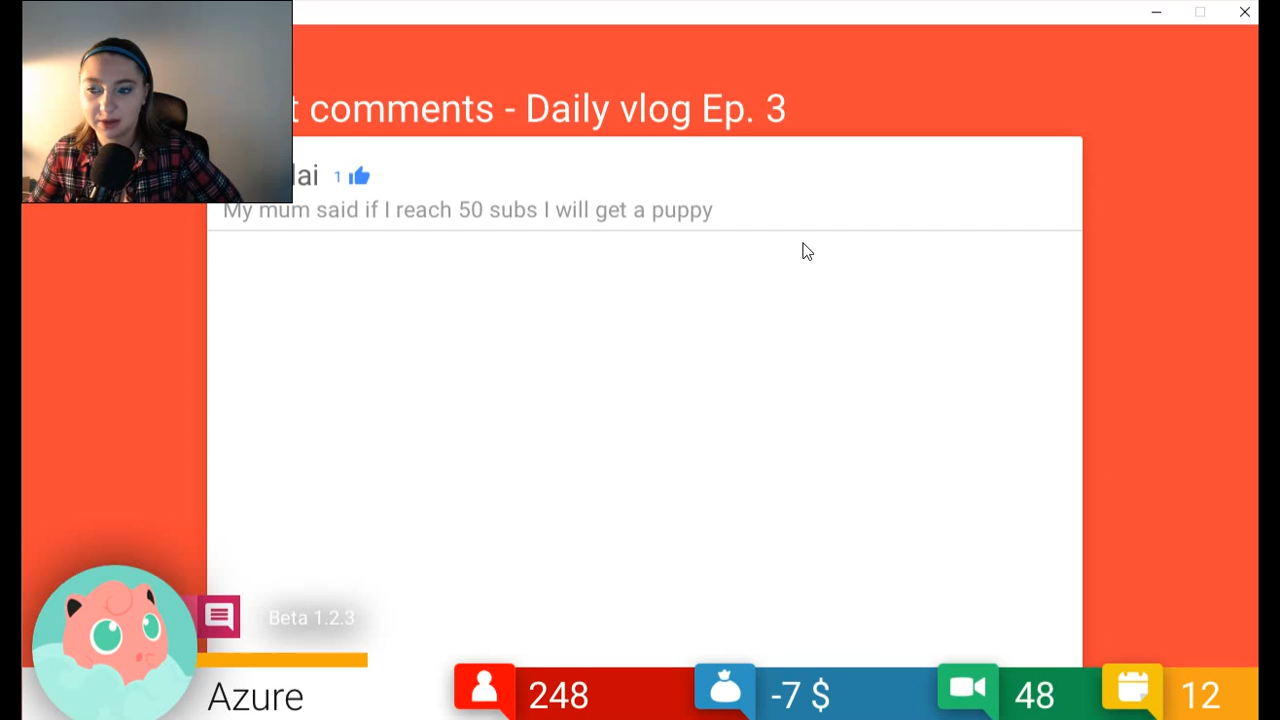 t comments - Daily vlog Ep. 3
lai 1
My mum said if I reach 50 subs I will get a puppy
Beta 1.2.3
Azure
248
-7 $
48
12